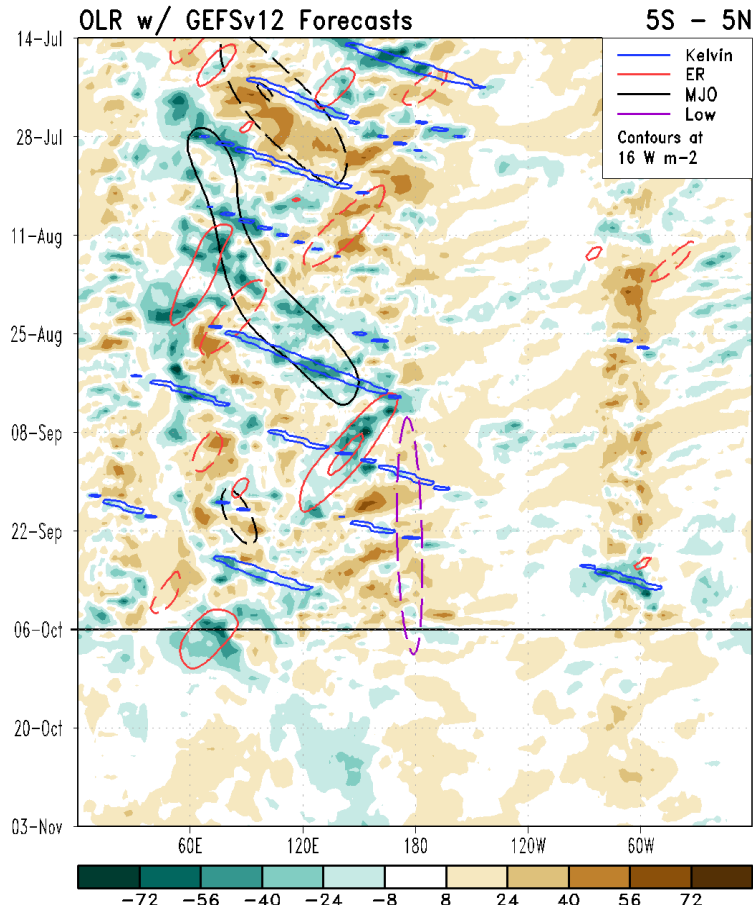 OLR w/ GEFSv12 Forecasts 5S - 5N
14-Jul
28-Jul
11-Aug
25-Aug
08-Sep
22-Sep
06-Oct
20-Oct
03-Nov
Kelvin
ER
MJO
Low
Contours at
16 W m-2
60E 120E 180 120W 60W
-72 -56 -40 -24 -8 8 24 40 56 72